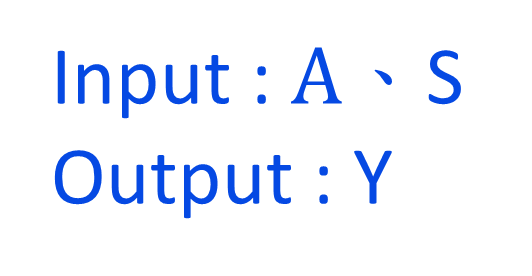 Input : A、S
Output : Y